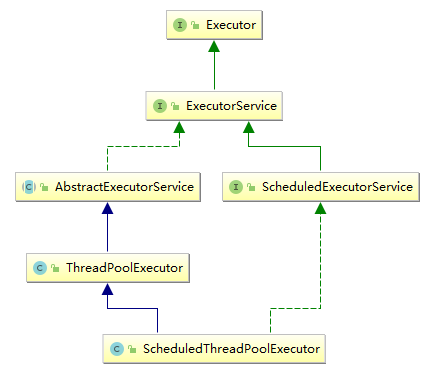 I Executor
I ExecutorService
C AbstractExecutorService
I ScheduledExecutorService
C ThreadPoolExecutor
C ScheduledThreadPoolExecutor